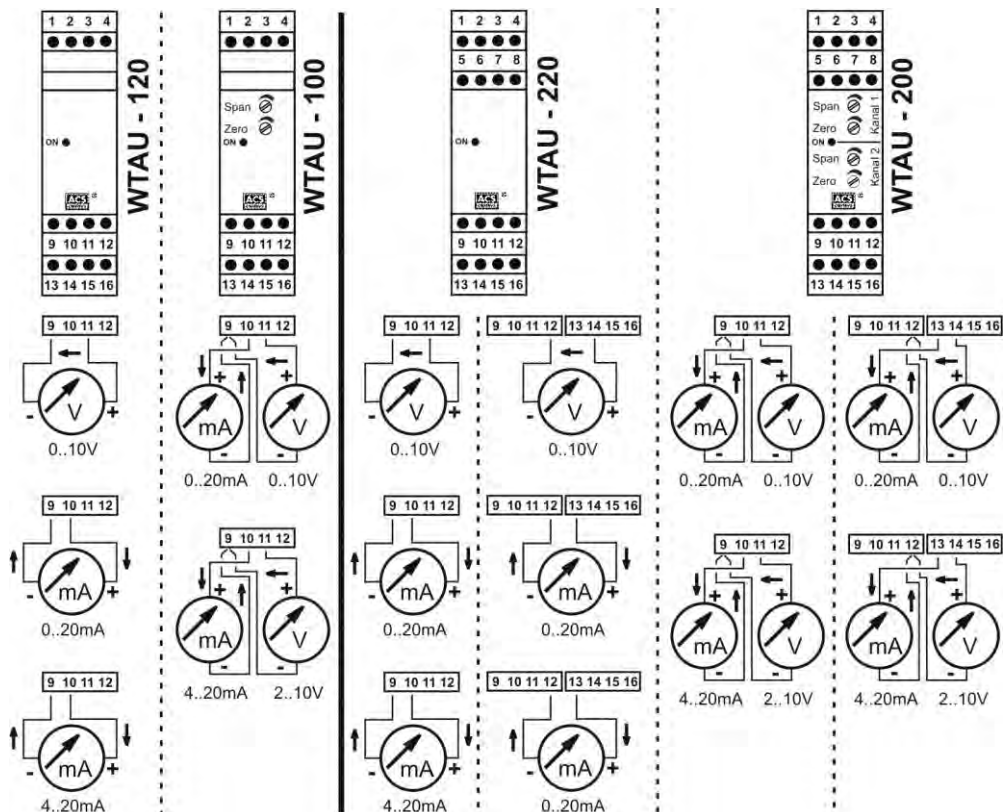 1 2 3 4
ON
ACS
9 10 11 12
13 14 15 16
WTAU - 120
1 2 3 4
Span
Zero
ON
ACS
9 10 11 12
13 14 15 16
WTAU - 100
1 2 3 4
5 6 7 8
ON
ACS
9 10 11 12
13 14 15 16
WTAU - 220
1 2 3 4
5 6 7 8
Span
Zero
Kanal 1
ON
Span
Zero
Kanal 2
ACS
9 10 11 12
13 14 15 16
WTAU - 200
9 10 11 12
- V +
0..10V
9 10 11 12
+ +
mA V
- -
0..20mA 0..10V
9 10 11 12
- V +
0..10V
9 10 11 12 13 14 15 16
- V +
0..10V
9 10 11 12
+ +
mA V
- -
0..20mA 0..10V
9 10 11 12 13 14 15 16
+ +
mA V
- -
0..20mA 0..10V
9 10 11 12
- mA +
0..20mA
9 10 11 12
+ +
mA V
- -
4..20mA 2..10V
9 10 11 12
- mA +
0..20mA
9 10 11 12 13 14 15 16
- mA +
0..20mA
9 10 11 12
+ +
mA V
- -
4..20mA 2..10V
9 10 11 12 13 14 15 16
+ +
mA V
- -
4..20mA 2..10V
9 10 11 12
- mA +
4..20mA
9 10 11 12
- mA +
4..20mA
9 10 11 12 13 14 15 16
- mA +
0..20mA